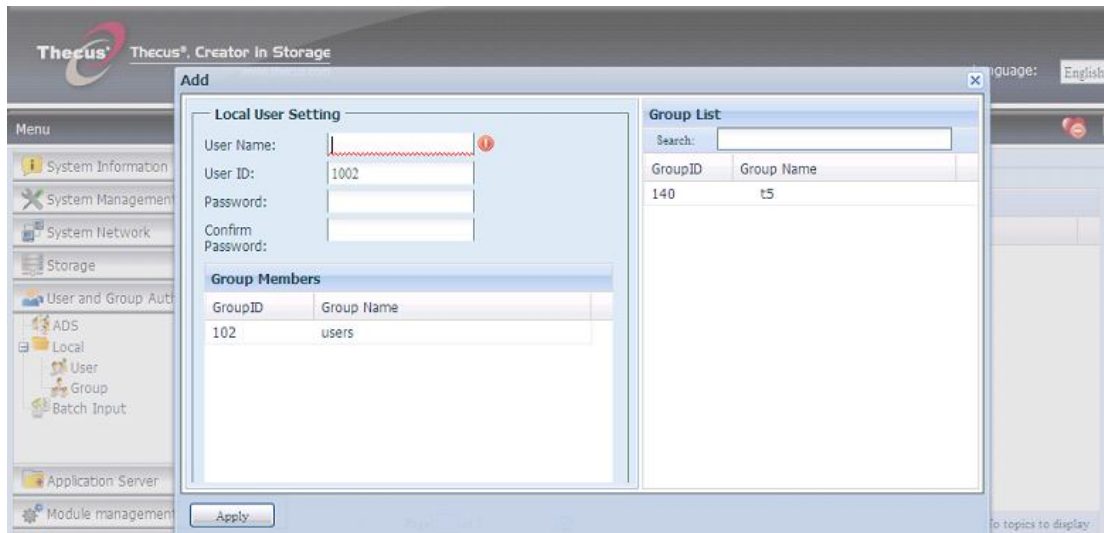 Thecus® Thecus®, Creator in Storage
Language: English
Add
Menu
System Information
System Management
System Network
Storage
User and Group Auth
ADS
Local
User
Group
Batch Input
Application Server
Module management
Local User Setting
User Name:
User ID: 1002
Password:
Confirm
Password:
Group Members
GroupID Group Name
102 users
Group List
Search:
GroupID Group Name
140 t5
Apply
To topics to display